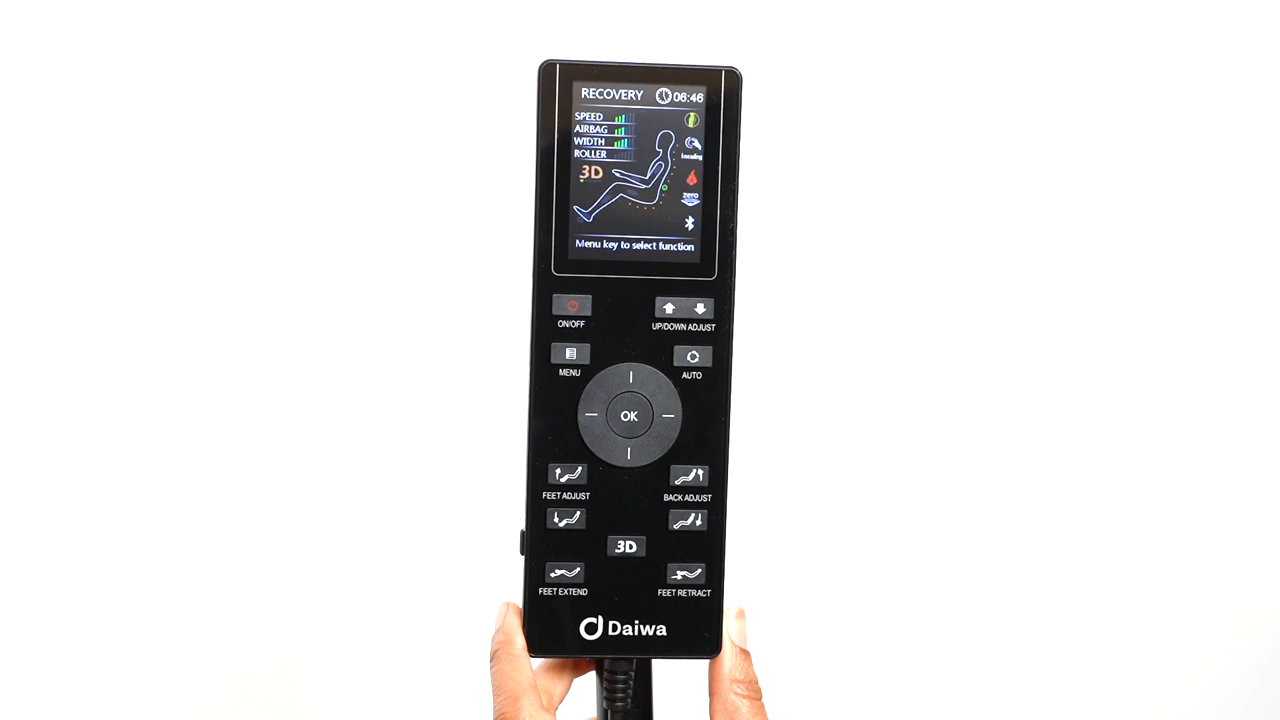 RECOVERY 06:46
SPEED
AIRBAG
WIDTH
ROLLER
kneading
3D
zero
Menu key to select function
ON/OFF
UP/DOWN ADJUST
MENU
AUTO
OK
FEET ADJUST
BACK ADJUST
3D
FEET EXTEND
FEET RETRACT
Daiwa